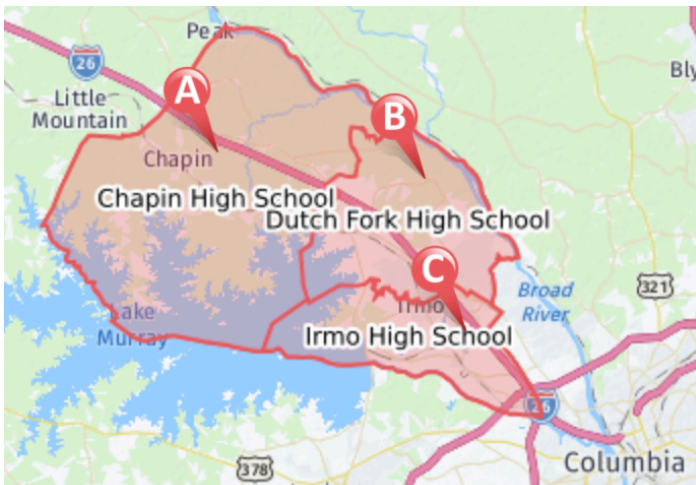 Peak
26
Bly
A
Little
Mountain
B
Chapin
Chapin High School
Dutch Fork High School
C
321
Broad
River
Lake
Murray
Irmo
Irmo High School
26
378
Columbia